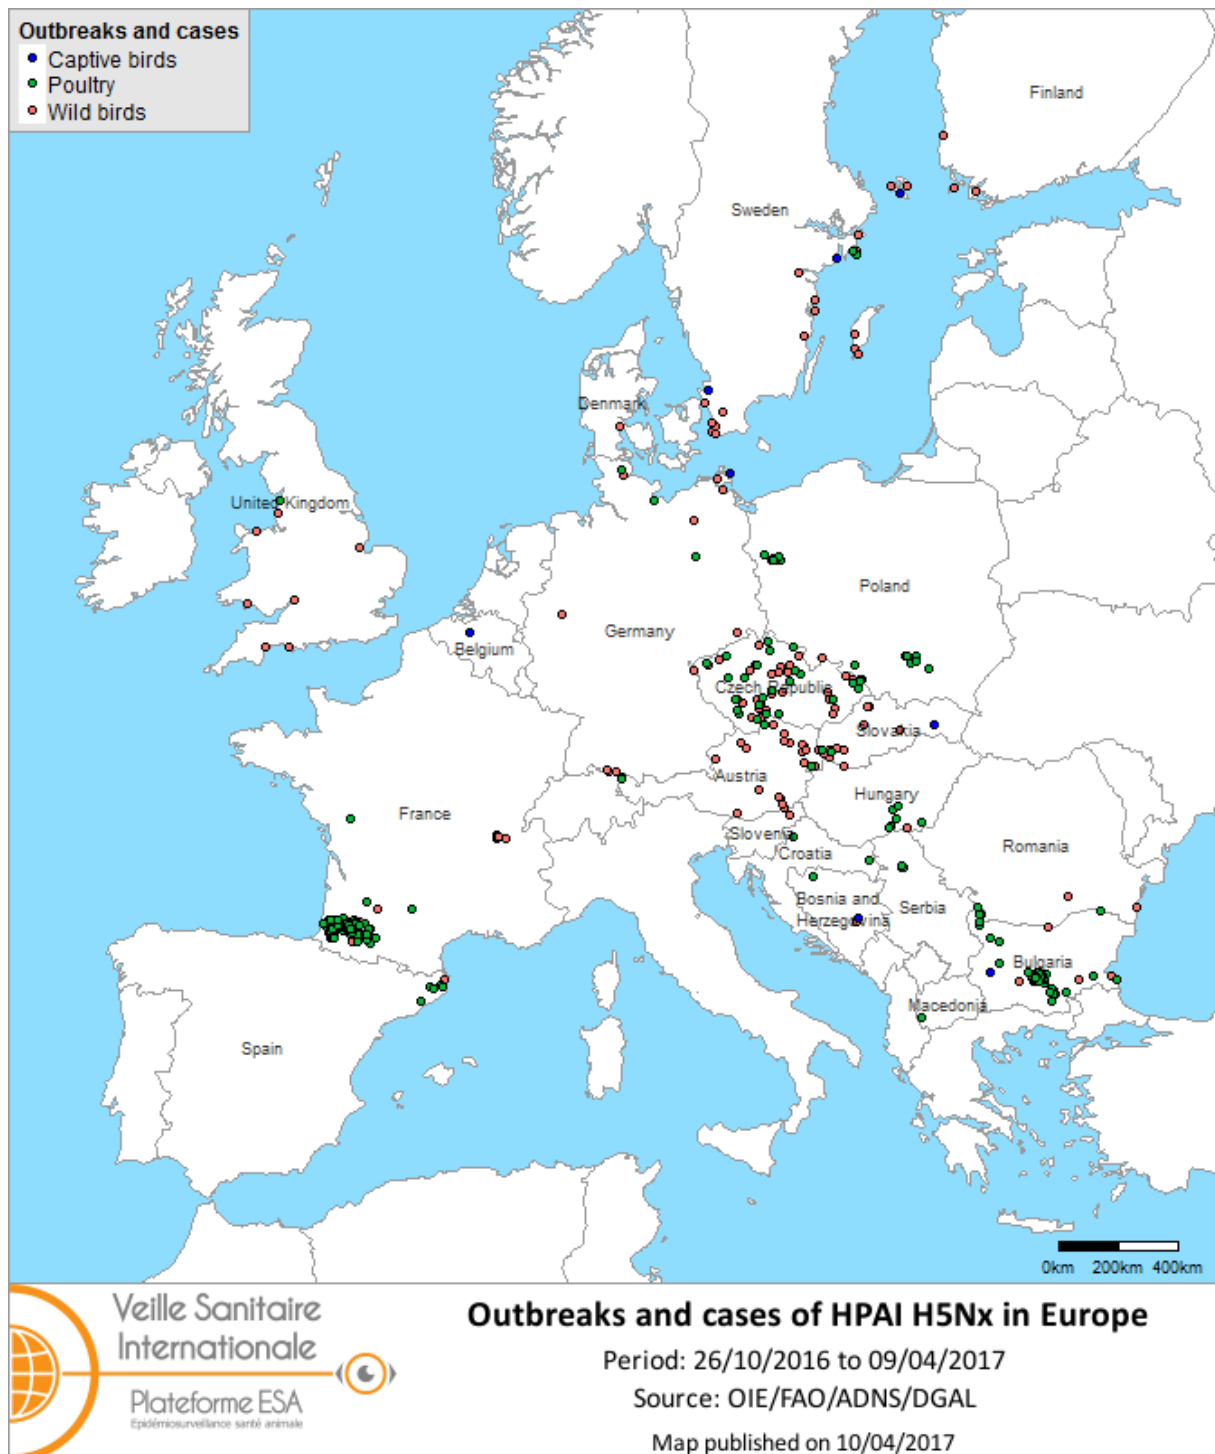 Outbreaks and cases
Captive birds
Poultry
Wild birds
Finland
Sweden
Denmark
United Kingdom
Poland
Germany
Belgium
Czech Republic
Slovakia
Austria
Hungary
France
Slovenia
Romania
Croatia
Bosnia and
Herzegovina
Serbia
Bulgaria
Macedonia
Spain
0km 200km 400km
Veille Sanitaire
Internationale
Plateforme ESA
Epidémiosurveillance santé animale
Outbreaks and cases of HPAI H5Nx in Europe
Period: 26/10/2016 to 09/04/2017
Source: OIE/FAO/ADNS/DGAL
Map published on 10/04/2017